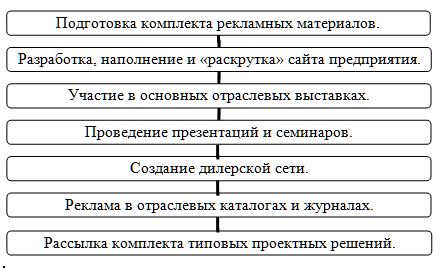 Подготовка комплекта рекламных материалов.
Разработка, наполнение и «раскрутка» сайта предприятия.
Участие в основных отраслевых выставках.
Проведение презентаций и семинаров.
Создание дилерской сети.
Реклама в отраслевых каталогах и журналах.
Рассылка комплекта типовых проектных решений.
.